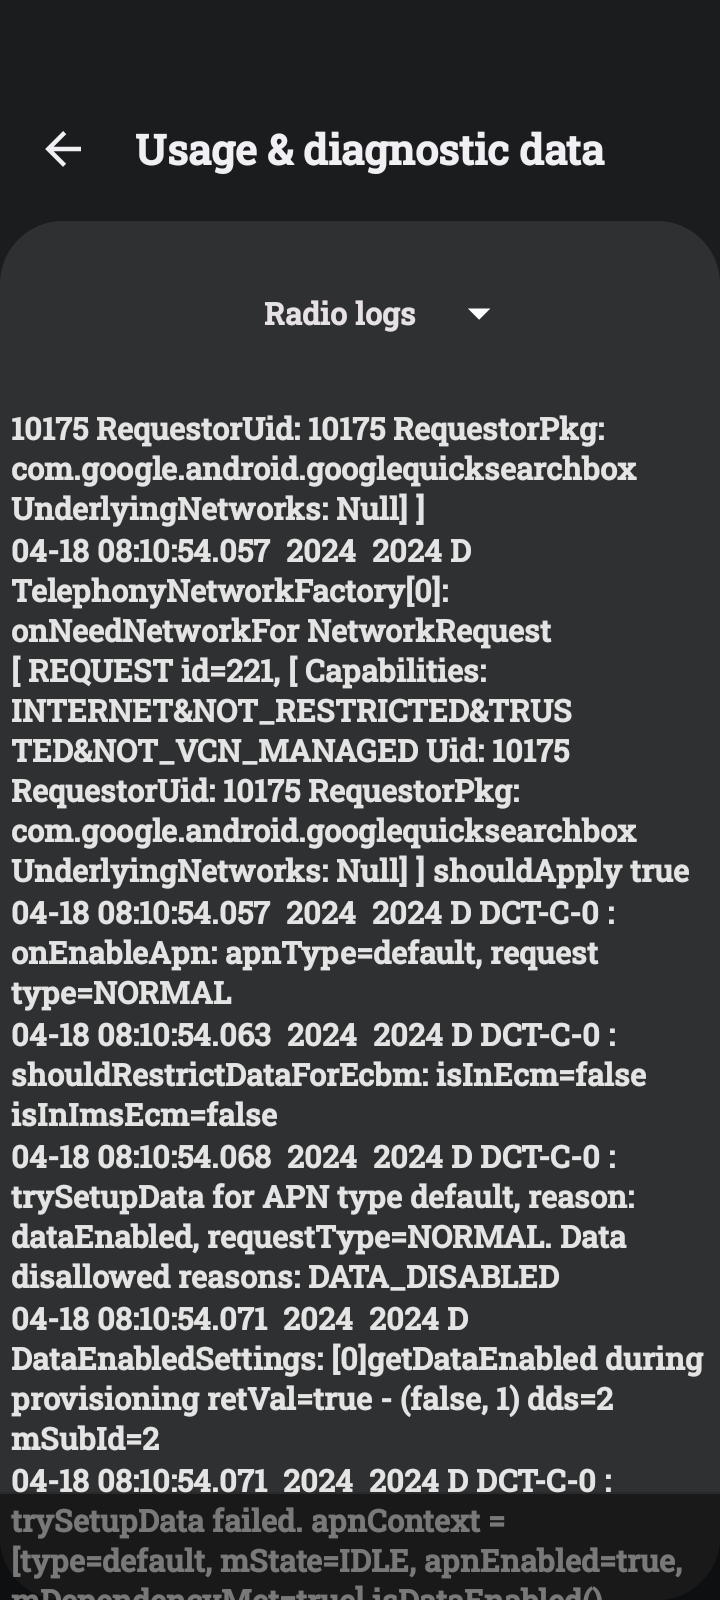 Usage & diagnostic data
Radio logs
10175 RequestorUid: 10175 RequestorPkg:
com.google.android.googlequicksearchbox
UnderlyingNetworks: Null] ]
04-18 08:10:54.057  2024  2024 D
TelephonyNetworkFactory[0]:
onNeedNetworkFor NetworkRequest
[ REQUEST id=221, [ Capabilities:
INTERNET&NOT_RESTRICTED&TRUS
TED&NOT_VCN_MANAGED Uid: 10175
RequestorUid: 10175 RequestorPkg:
com.google.android.googlequicksearchbox
UnderlyingNetworks: Null] ] shouldApply true
04-18 08:10:54.057  2024  2024 D DCT-C-0 :
onEnableApn: apnType=default, request
type=NORMAL
04-18 08:10:54.063  2024  2024 D DCT-C-0 :
shouldRestrictDataForEcbm: isInEcm=false
isInImsEcm=false
04-18 08:10:54.068  2024  2024 D DCT-C-0 :
trySetupData for APN type default, reason:
dataEnabled, requestType=NORMAL. Data
disallowed reasons: DATA_DISABLED
04-18 08:10:54.071  2024  2024 D
DataEnabledSettings: [0]getDataEnabled during
provisioning retVal=true - (false, 1) dds=2
mSubId=2
04-18 08:10:54.071  2024  2024 D DCT-C-0 :
trySetupData failed. apnContext =
[type=default, mState=IDLE, apnEnabled=true,
mDependencyMet=true] isDataEnabled()